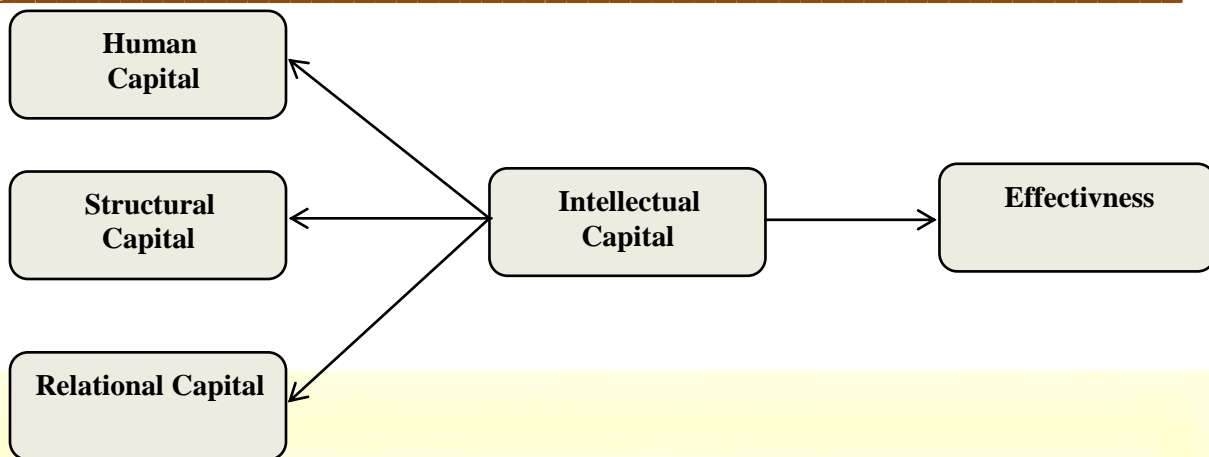 Human
Capital
Structural
Capital
Intellectual
Capital
Effectivness
Relational Capital